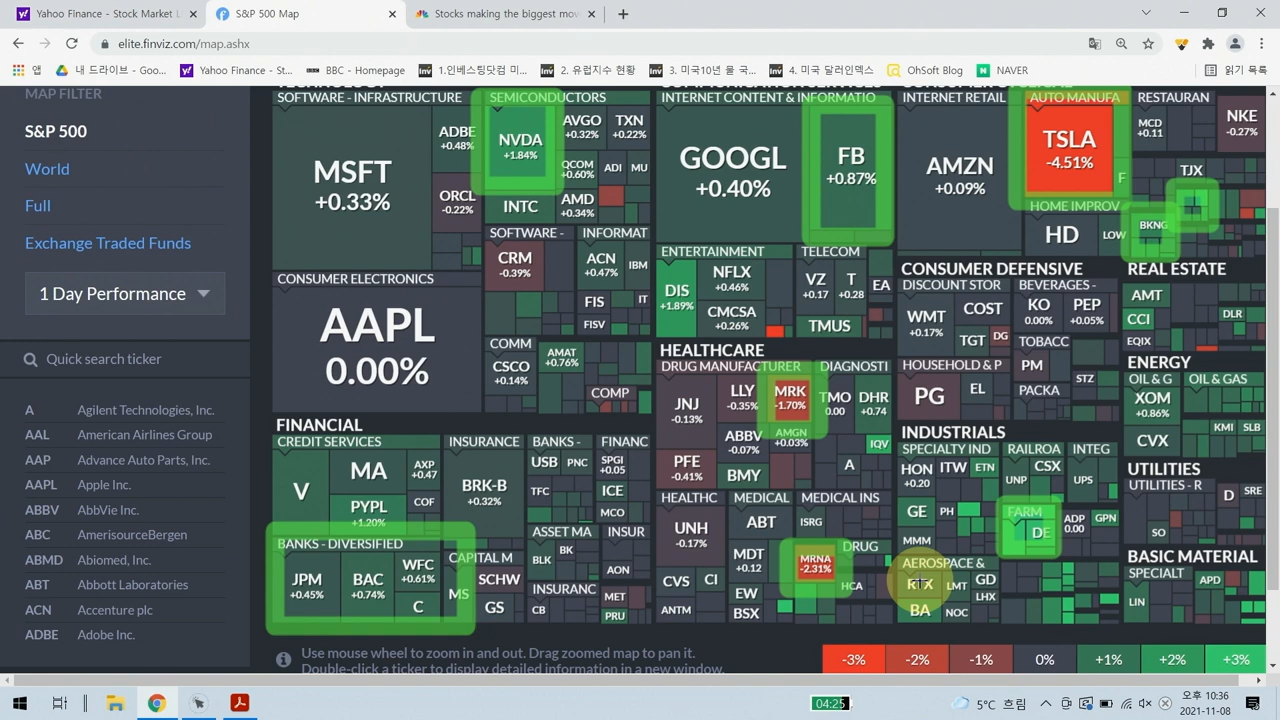 Yahoo Finance - Stock Market L
S&P 500 Map
Stocks making the biggest mov
elite.finviz.com/map.ashx
앱
내 드라이브 - Goo...
Yahoo Finance - St...
BBC - Homepage
1.인베스팅닷컴 미...
2. 유럽지수 현황
3. 미국10년 물 국...
4. 미국 달러인덱스
OhSoft Blog
NAVER
읽기 목록
MAP FILTER
S&P 500
World
Full
Exchange Traded Funds
1 Day Performance
Quick search ticker
A Agilent Technologies, Inc.
AAL American Airlines Group
AAP Advance Auto Parts, Inc.
AAPL Apple Inc.
ABBV AbbVie Inc.
ABC AmerisourceBergen
ABMD Abiomed, Inc.
ABT Abbott Laboratories
ACN Accenture plc
ADBE Adobe Inc.
SOFTWARE - INFRASTRUCTURE
MSFT
+0.33%
ADBE
+0.48%
ORCL
-0.22%
SEMICONDUCTORS
NVDA
+1.84%
AVGO
+0.32%
TXN
+0.22%
QCOM
+0.60%
ADI
MU
INTC
AMD
+0.34%
SOFTWARE -
CRM
-0.39%
INFORMAT
ACN
+0.47%
IBM
FIS
IT
FISV
CONSUMER ELECTRONICS
AAPL
0.00%
COMM
CSCO
+0.14%
AMAT
+0.76%
COMP
INTERNET CONTENT & INFORMATIO
GOOGL
+0.40%
FB
+0.87%
ENTERTAINMENT
DIS
+1.89%
NFLX
+0.46%
CMCSA
+0.26%
TELECOM
VZ
+0.17
T
+0.28
EA
TMUS
INTERNET RETAIL
AMZN
+0.09%
AUTO MANUFA
TSLA
-4.51%
F
RESTAURAN
MCD
+0.11
NKE
-0.27%
TJX
HOME IMPROV
HD
LOW
BKNG
CONSUMER DEFENSIVE
DISCOUNT STOR
WMT
+0.17%
COST
TGT
DG
BEVERAGES -
KO
0.00%
PEP
+0.05%
HOUSEHOLD & P
PG
EL
TOBACC
PM
STZ
PACKA
REAL ESTATE
AMT
CCI
DLR
EQIX
ENERGY
OIL & G
XOM
+0.86%
CVX
OIL & GAS
KMI
SLB
FINANCIAL
CREDIT SERVICES
V
MA
AXP
+0.47
PYPL
+1.20%
COF
BANKS - DIVERSIFIED
JPM
+0.45%
BAC
+0.74%
WFC
+0.61%
C
INSURANCE
BRK-B
+0.32%
CAPITAL M
MS
SCHW
GS
BANKS -
USB
PNC
TFC
FINANC
SPGI
+0.05
ICE
MCO
ASSET MA
BLK
BK
INSUR
AON
INSURANC
CB
MET
PRU
HEALTHCARE
DRUG MANUFACTURER
JNJ
-0.13%
LLY
-0.35%
MRK
-1.70%
ABBV
-0.07%
AMGN
+0.03%
PFE
-0.41%
BMY
DIAGNOSTI
TMO
0.00
DHR
+0.74
IQV
A
HEALTHC
UNH
-0.17%
CVS
CI
ANTM
MEDICAL
ABT
MDT
+0.12
EW
BSX
MEDICAL INS
ISRG
DRUG
MRNA
-2.31%
HCA
INDUSTRIALS
SPECIALTY IND
HON
+0.20
ITW
ETN
GE
PH
MMM
RAILROA
CSX
UNP
INTEG
UPS
FARM
DE
ADP
0.00
GPN
AEROSPACE &
RTX
LMT
GD
LHX
BA
NOC
UTILITIES
UTILITIES - R
D
SRE
SO
BASIC MATERIAL
SPECIALT
APD
LIN
Use mouse wheel to zoom in and out. Drag zoomed map to pan it.
Double-click a ticker to display detailed information in a new window.
-3% -2% -1% 0% +1% +2% +3%
04:25
5°C 흐림
오후 10:36
2021-11-08